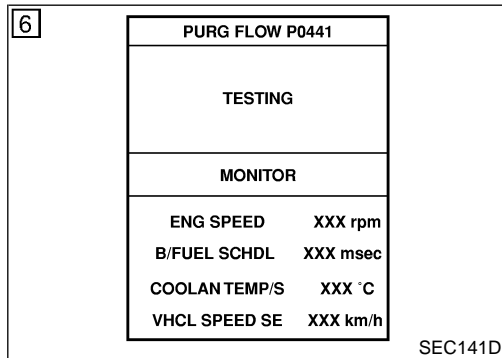 6
PURG FLOW P0441
TESTING
MONITOR
ENG SPEED XXX rpm
B/FUEL SCHDL XXX msec
COOLAN TEMP/S XXX °C
VHCL SPEED SE XXX km/h
SEC141D